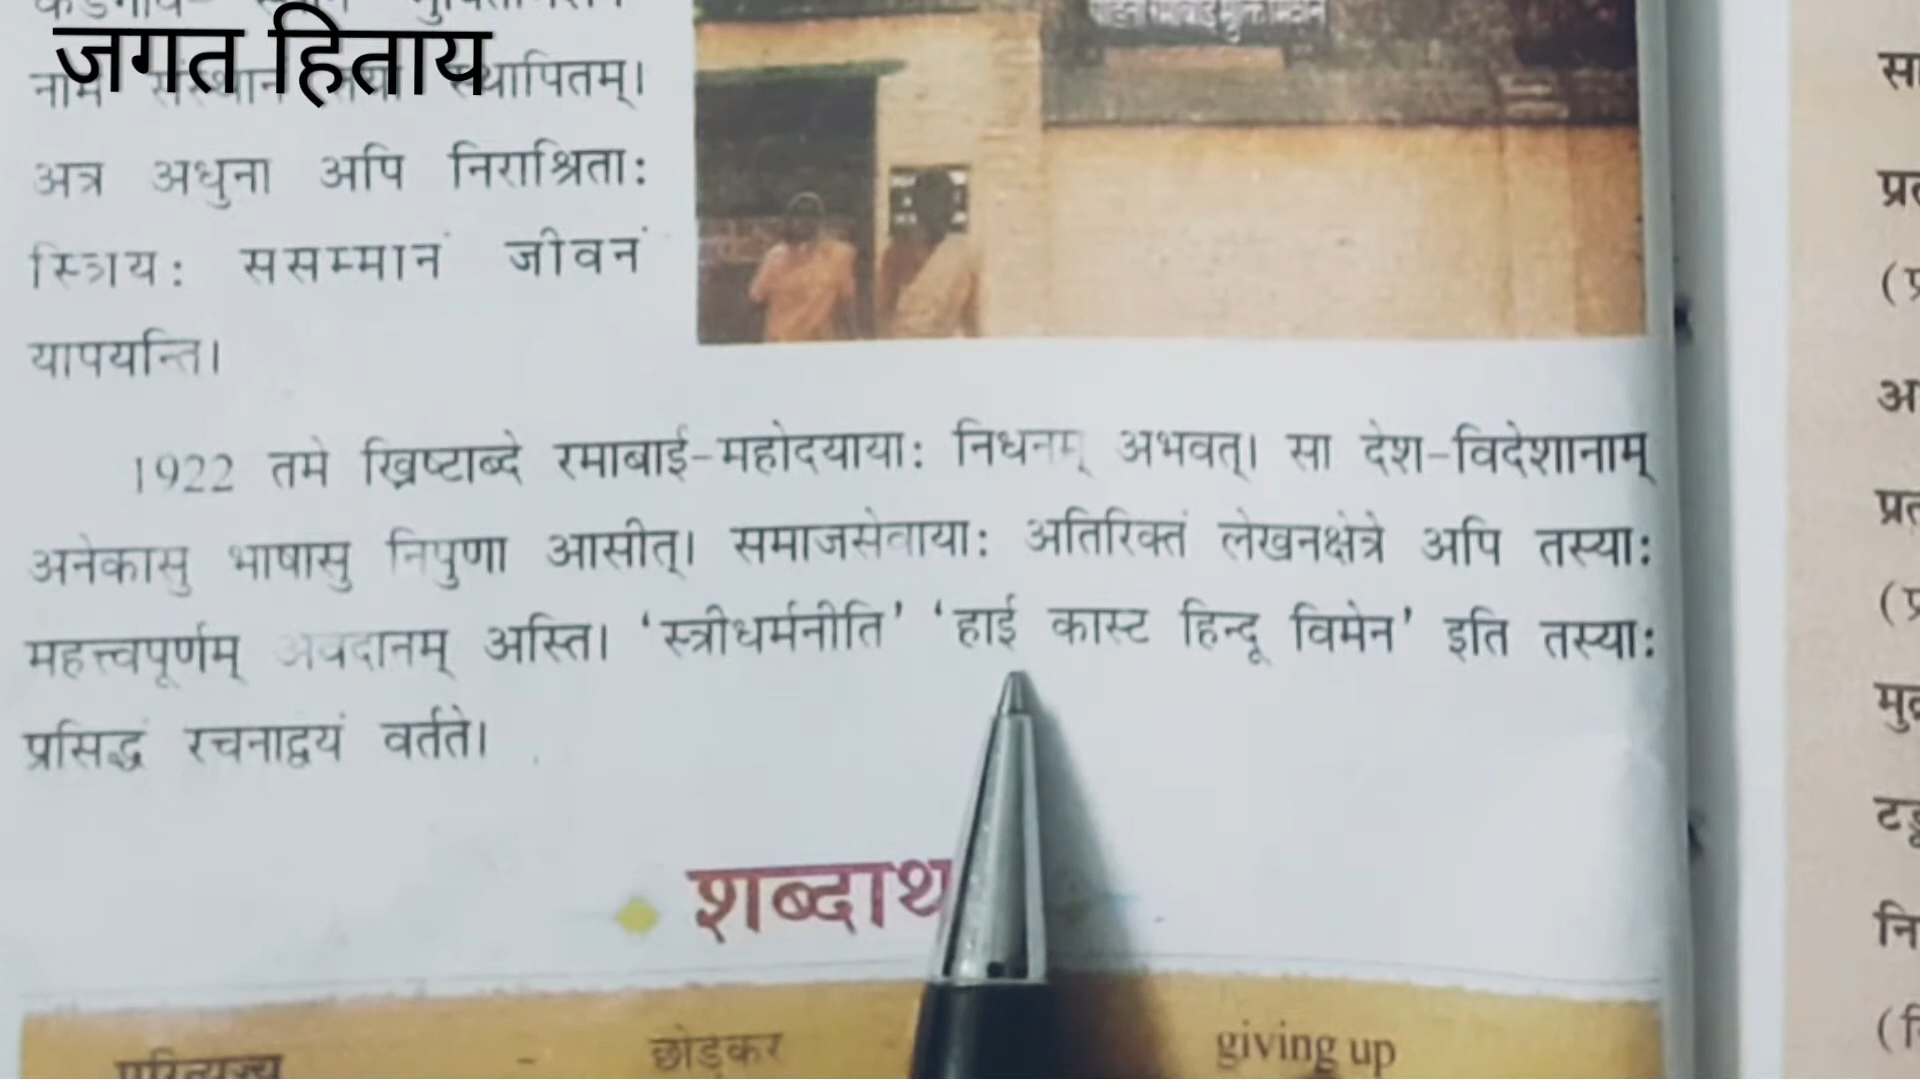 जगत हिताय
नाम स्थापितम्।
अत्र अधुना अपि निराश्रिताः
स्त्रियः ससम्मानं जीवनं
यापयन्ति।
1922 तमे ख्रिष्टाब्दे रमाबाई-महोदयायाः निधनम् अभवत्। सा देश-विदेशानाम्
अनेकासु भाषासु निपुणा आसीत्। समाजसेवायाः अतिरिक्तं लेखनक्षेत्रे अपि तस्याः
महत्त्वपूर्णम् अवदानम् अस्ति। ‘स्त्रीधर्मनीति’ ‘हाई कास्ट हिन्दू विमेन’ इति तस्याः
प्रसिद्धं रचनाद्वयं वर्तते।
शब्दार्थ
परित्यज्य - छोड़कर giving up